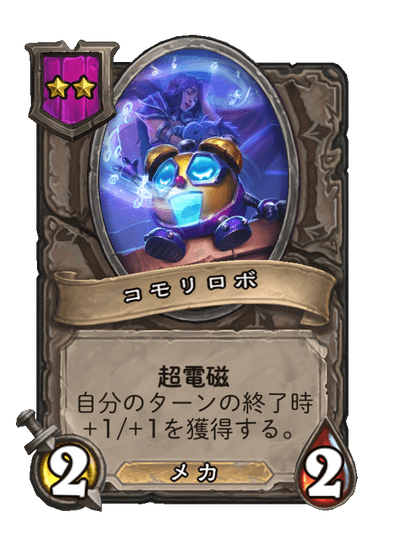 コモリロボ
超電磁
自分のターンの終了時
+1/+1を獲得する。
メカ
2
2